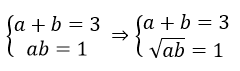 {a + b = 3 ⇒ {a + b = 3
ab = 1 √ab = 1